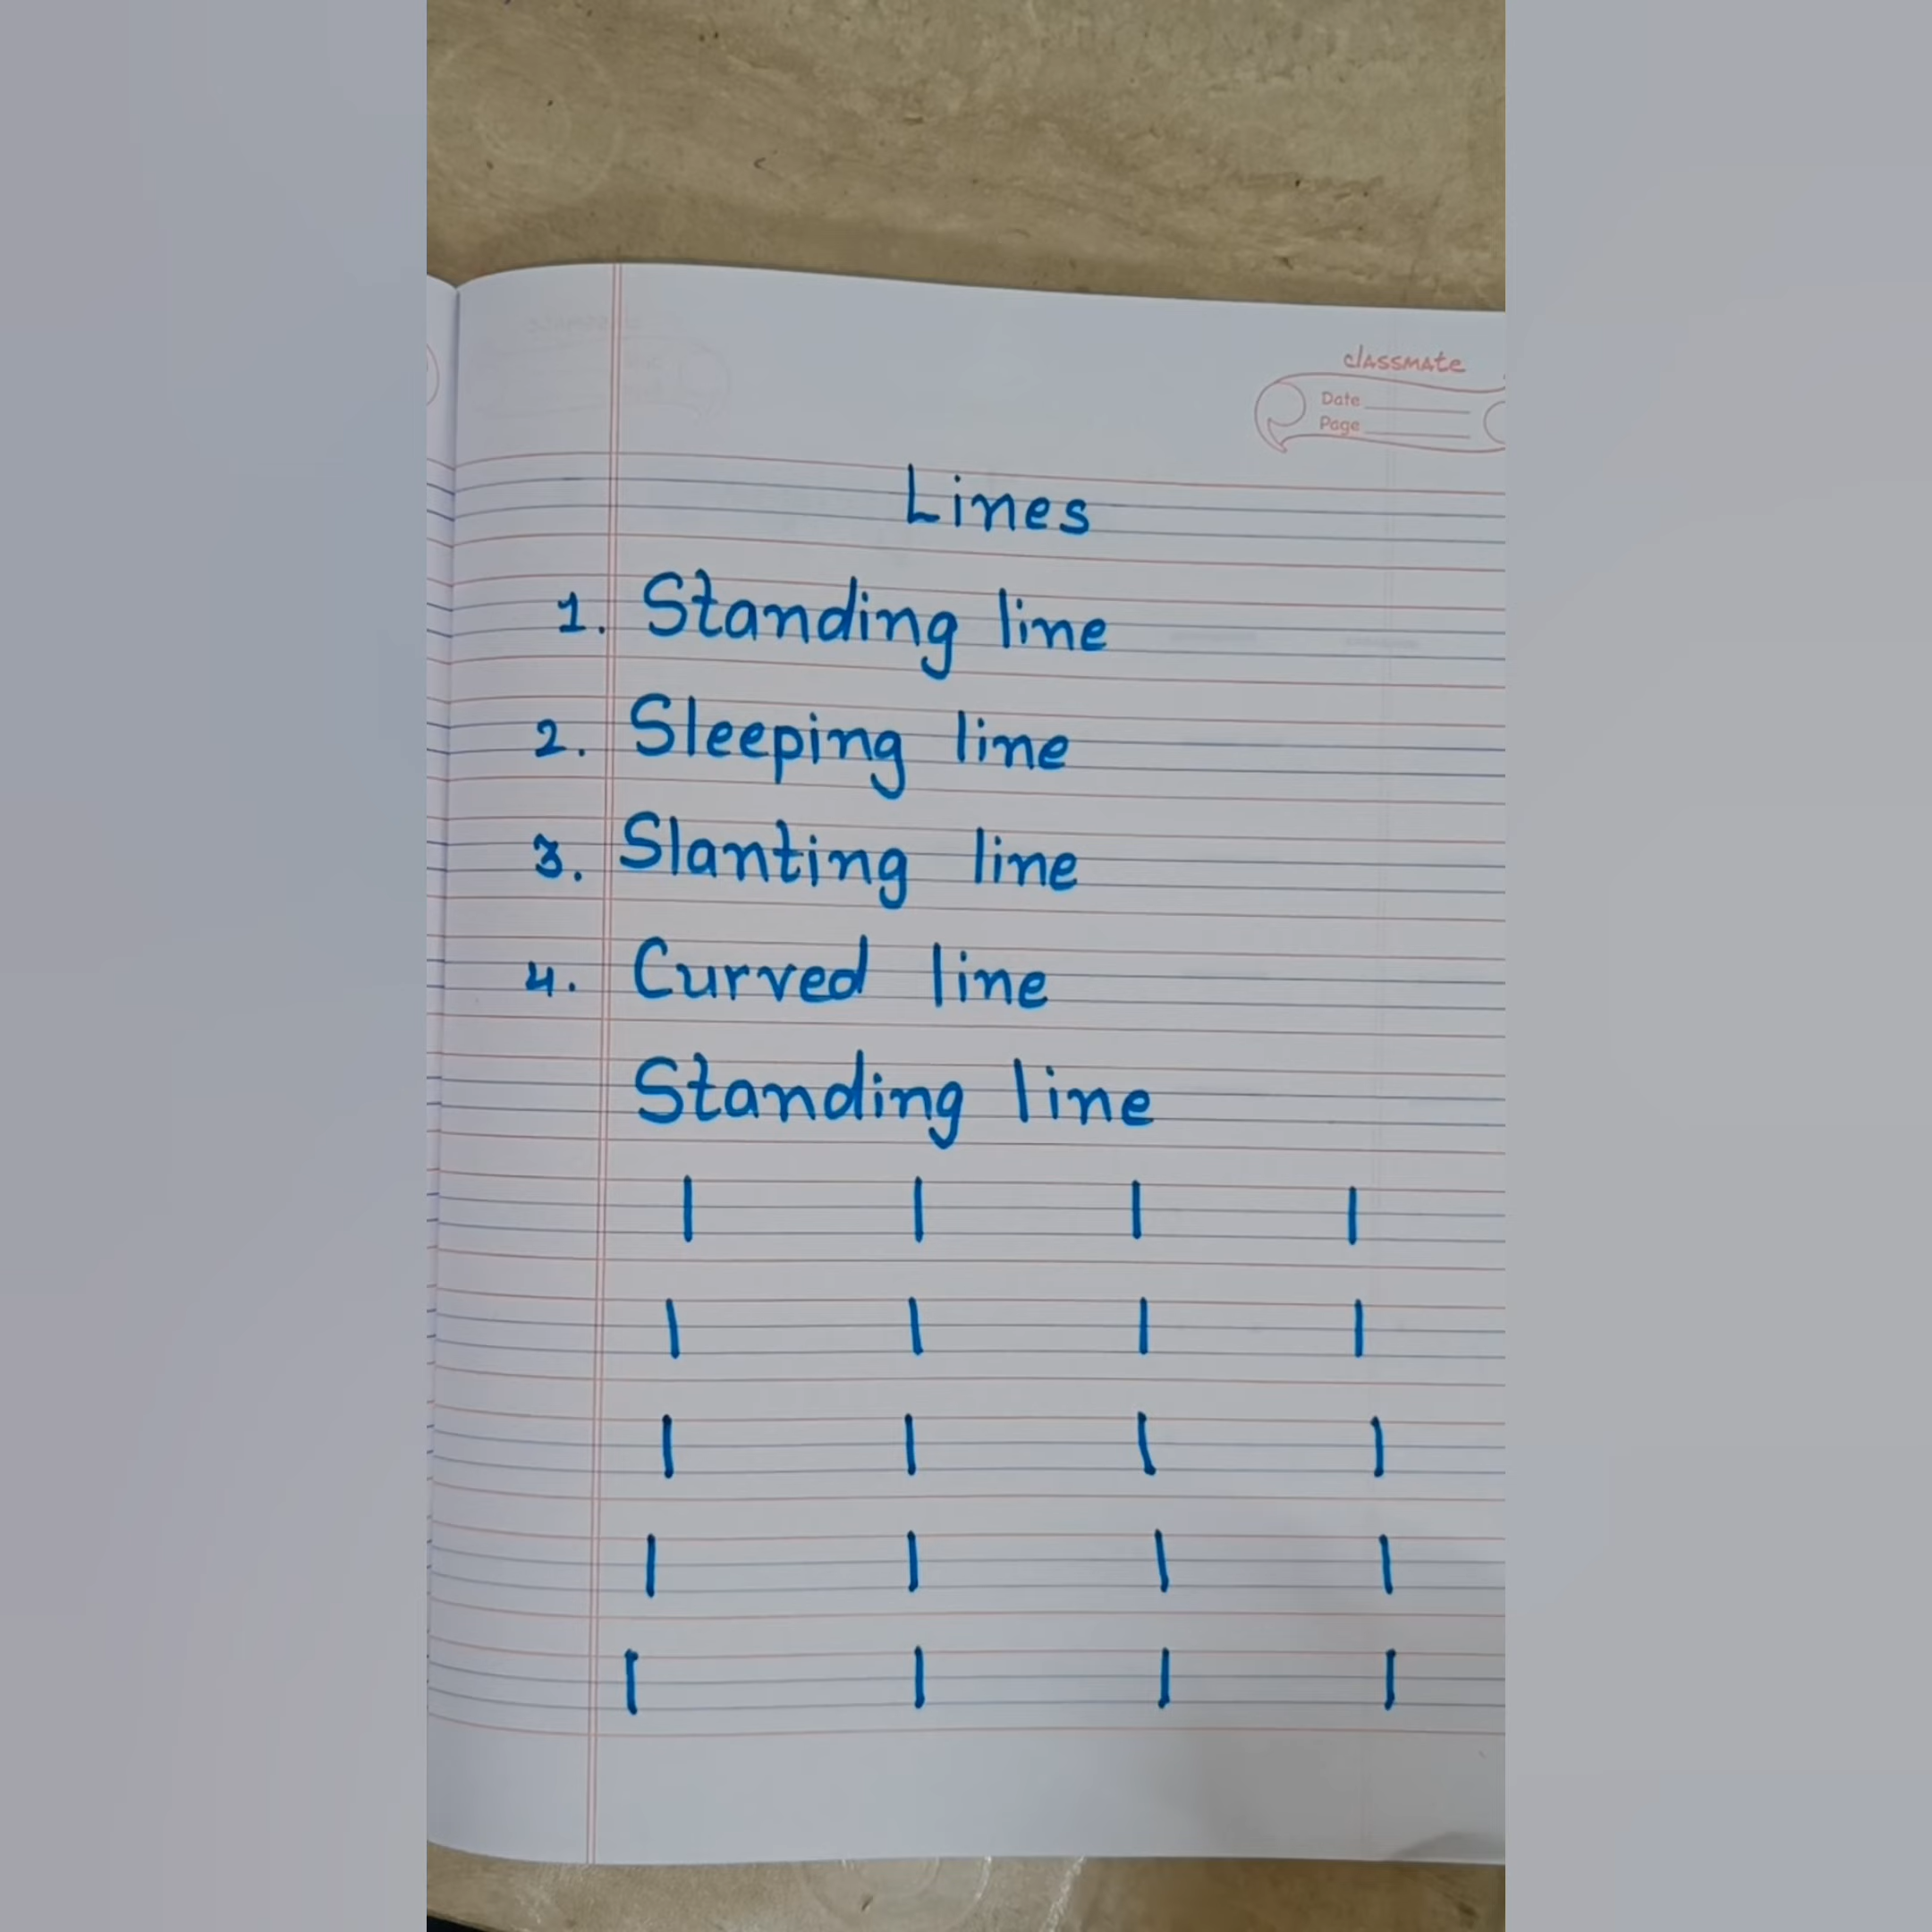 classmate
Date
Page
Lines
1. Standing line
2. Sleeping line
3. Slanting line
4. Curved line
Standing line
| | | |
| | | |
| | | |
| | | |
| | | |